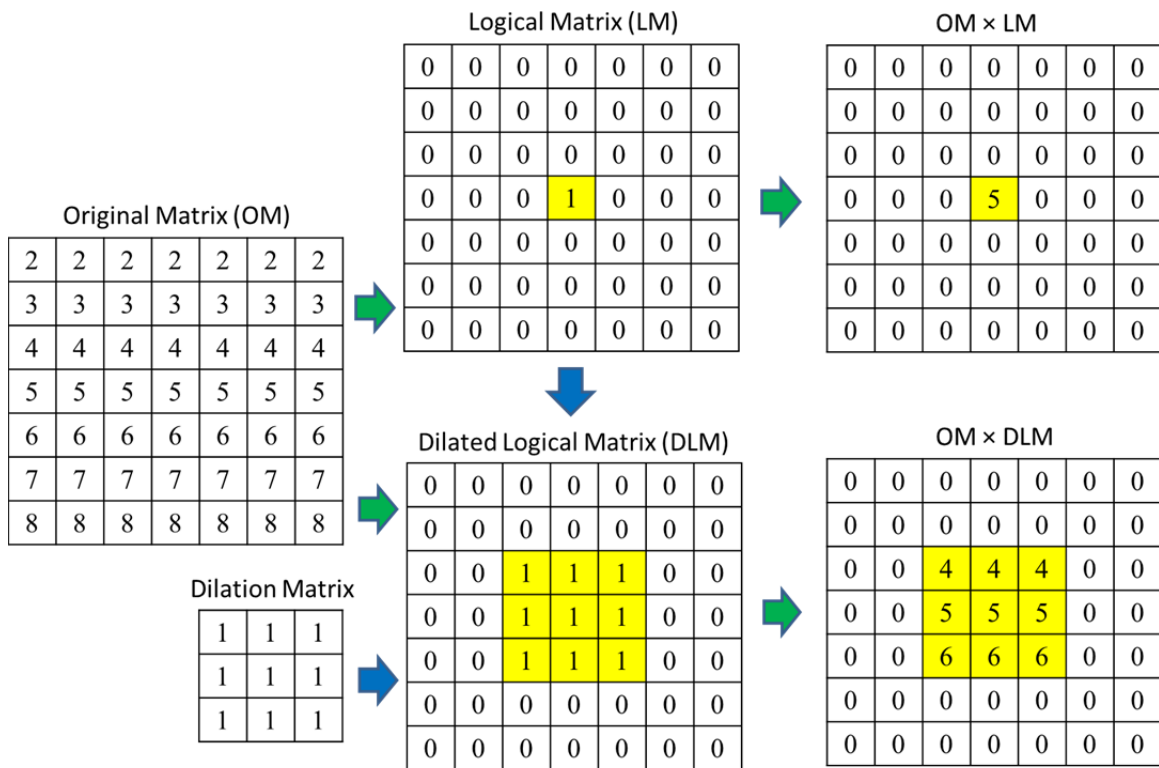 Logical Matrix (LM)
0 0 0 0 0 0 0
0 0 0 0 0 0 0
0 0 0 0 0 0 0
0 0 0 1 0 0 0
0 0 0 0 0 0 0
0 0 0 0 0 0 0
0 0 0 0 0 0 0
OM × LM
0 0 0 0 0 0 0
0 0 0 0 0 0 0
0 0 0 0 0 0 0
0 0 0 5 0 0 0
0 0 0 0 0 0 0
0 0 0 0 0 0 0
0 0 0 0 0 0 0
Original Matrix (OM)
2 2 2 2 2 2 2
3 3 3 3 3 3 3
4 4 4 4 4 4 4
5 5 5 5 5 5 5
6 6 6 6 6 6 6
7 7 7 7 7 7 7
8 8 8 8 8 8 8
Dilation Matrix
1 1 1
1 1 1
1 1 1
Dilated Logical Matrix (DLM)
0 0 0 0 0 0 0
0 0 0 0 0 0 0
0 0 1 1 1 0 0
0 0 1 1 1 0 0
0 0 1 1 1 0 0
0 0 0 0 0 0 0
0 0 0 0 0 0 0
OM × DLM
0 0 0 0 0 0 0
0 0 0 0 0 0 0
0 0 4 4 4 0 0
0 0 5 5 5 0 0
0 0 6 6 6 0 0
0 0 0 0 0 0 0
0 0 0 0 0 0 0